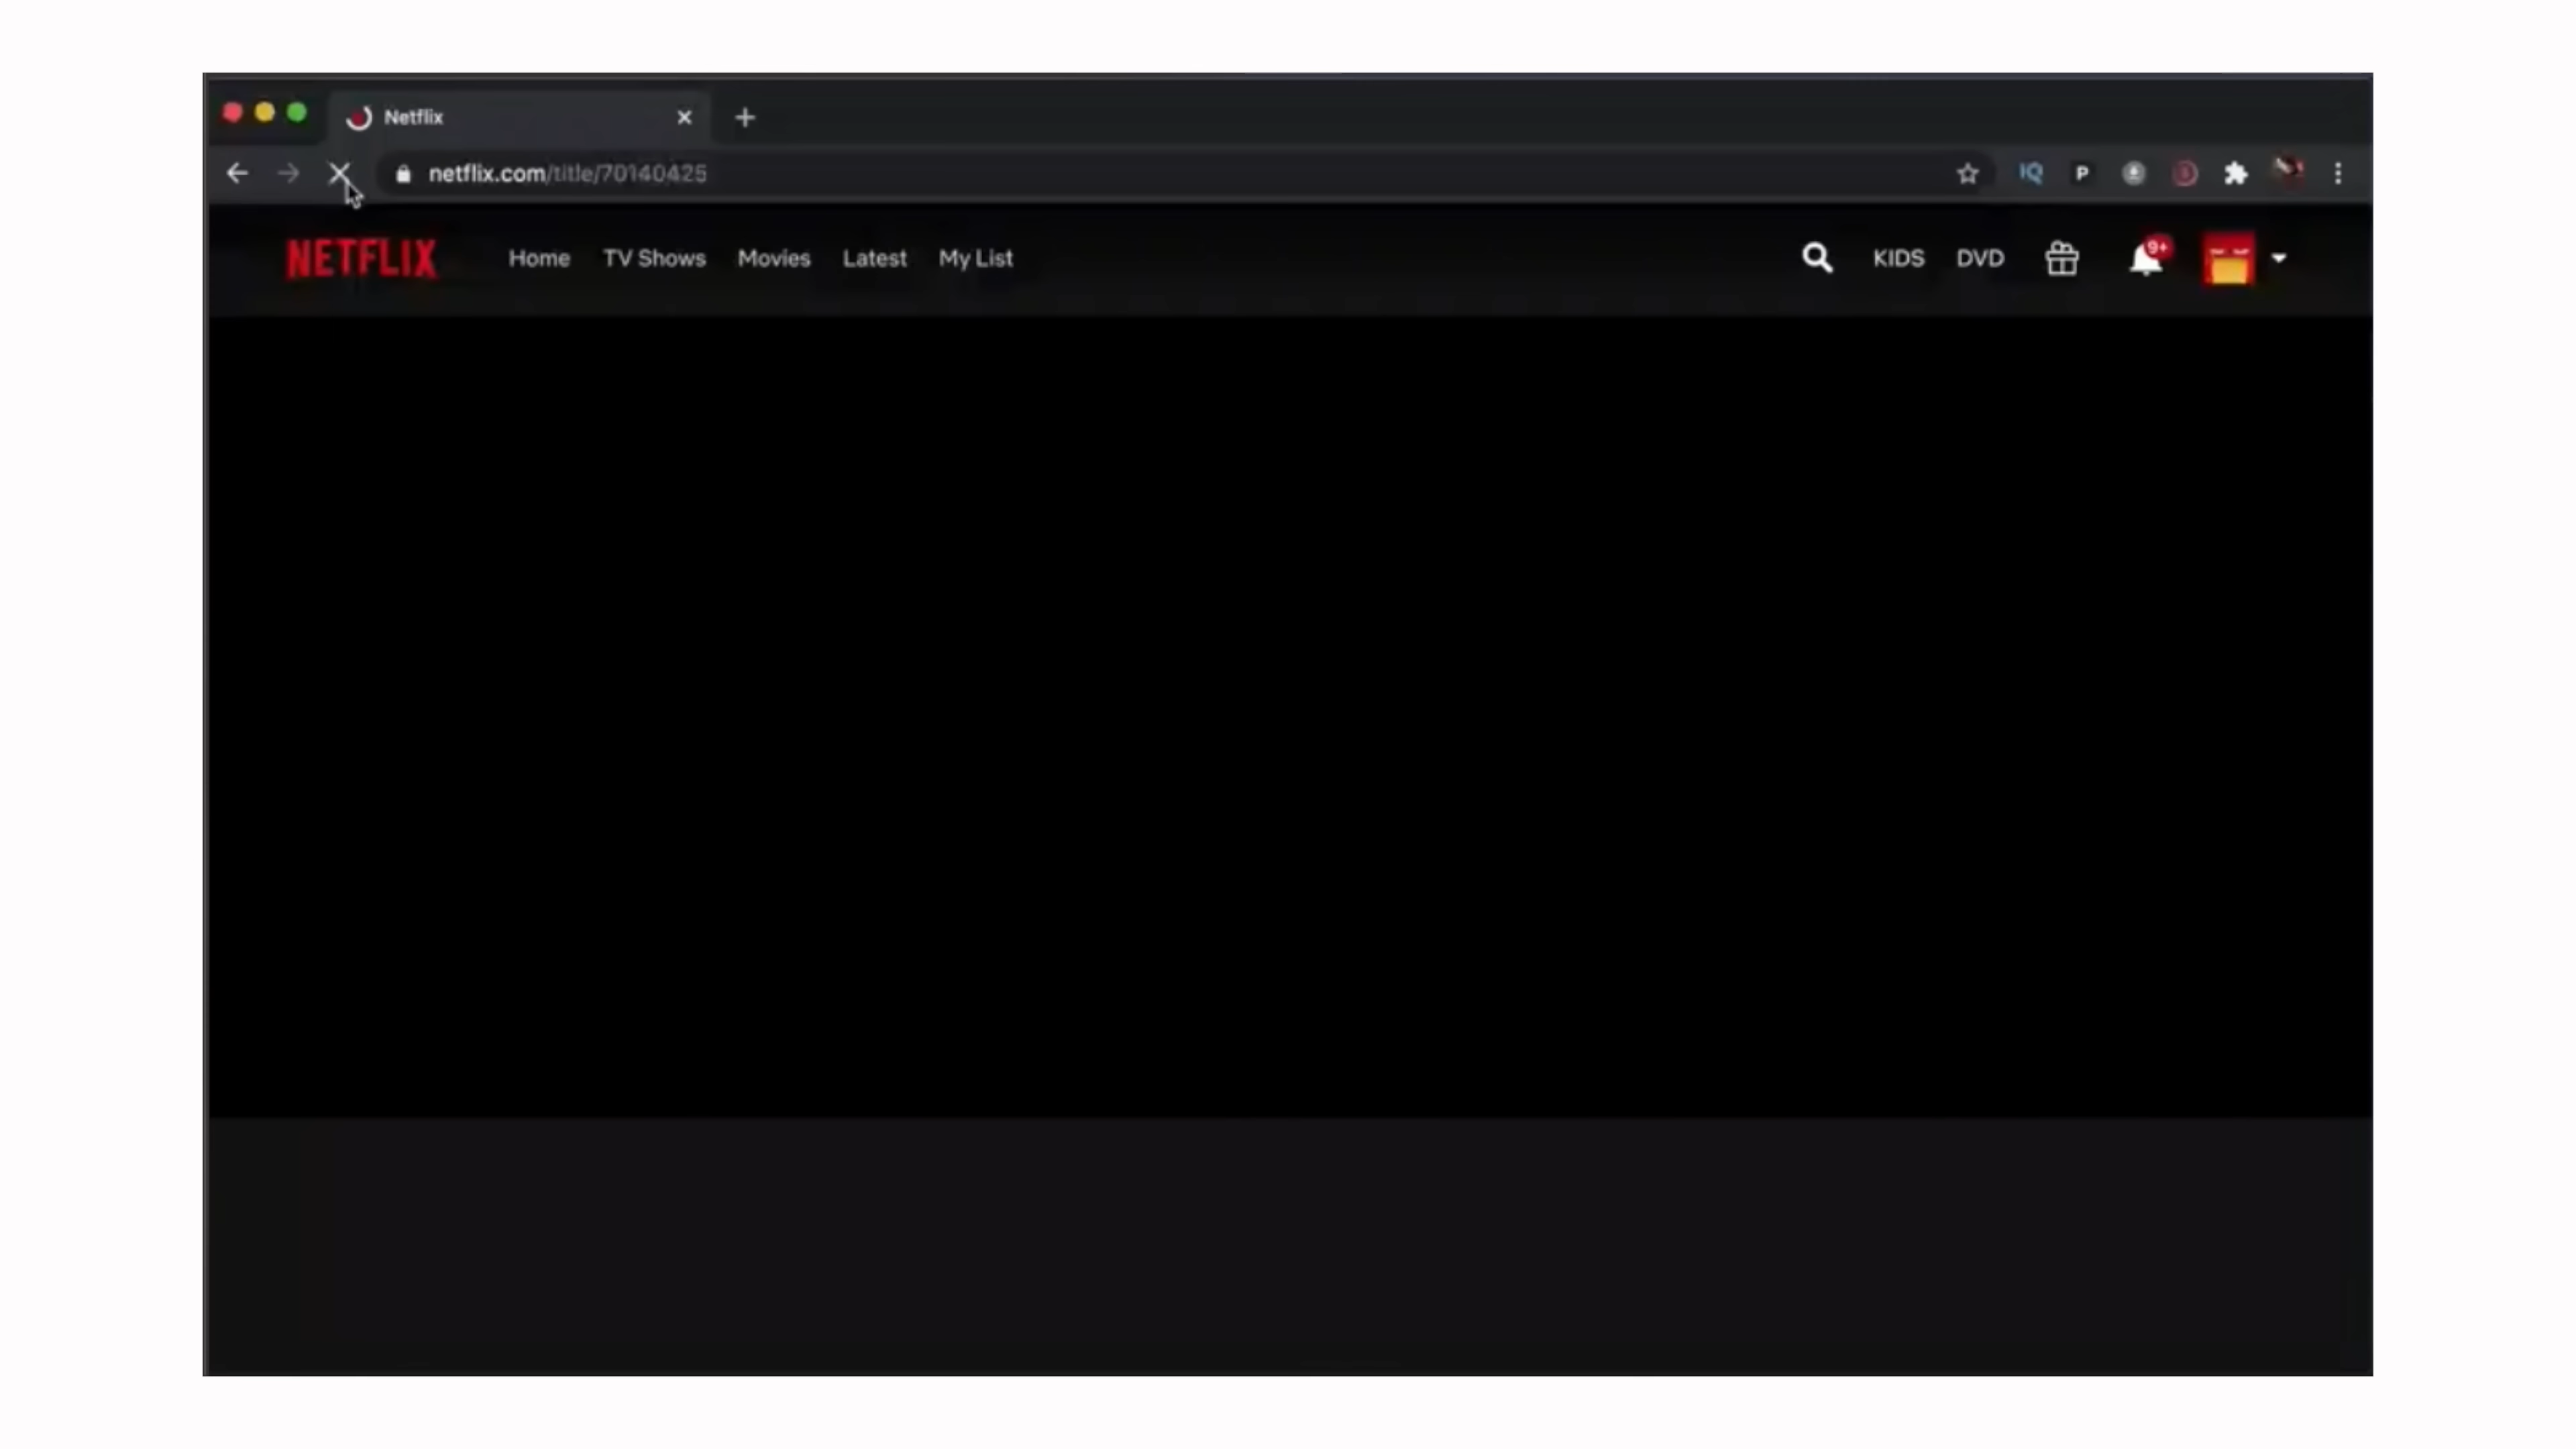 Netflix
netflix.com/title/70140425
IQ P
NETFLIX Home TV Shows Movies Latest My List KIDS DVD 9+